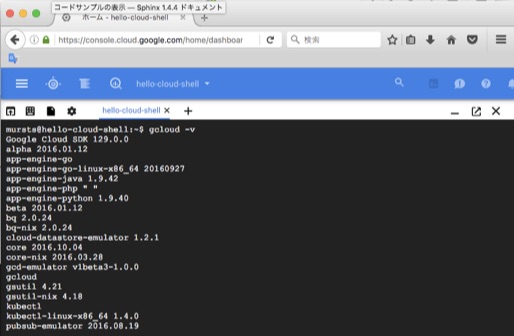 コードサンプルの表示 — Sphinx 1.4.4 ドキュメント
ホーム - hello-cloud-shell
https://console.cloud.google.com/home/dashboar
検索
hello-cloud-shell
hello-cloud-shell
mursts@hello-cloud-shell:~$ gcloud -v
Google Cloud SDK 129.0.0
alpha 2016.01.12
app-engine-go
app-engine-go-linux-x86_64 20160927
app-engine-java 1.9.42
app-engine-php " "
app-engine-python 1.9.40
beta 2016.01.12
bq 2.0.24
bq-nix 2.0.24
cloud-datastore-emulator 1.2.1
core 2016.10.04
core-nix 2016.03.28
gcd-emulator v1beta3-1.0.0
gcloud
gsutil 4.21
gsutil-nix 4.18
kubectl
kubectl-linux-x86_64 1.4.0
pubsub-emulator 2016.08.19